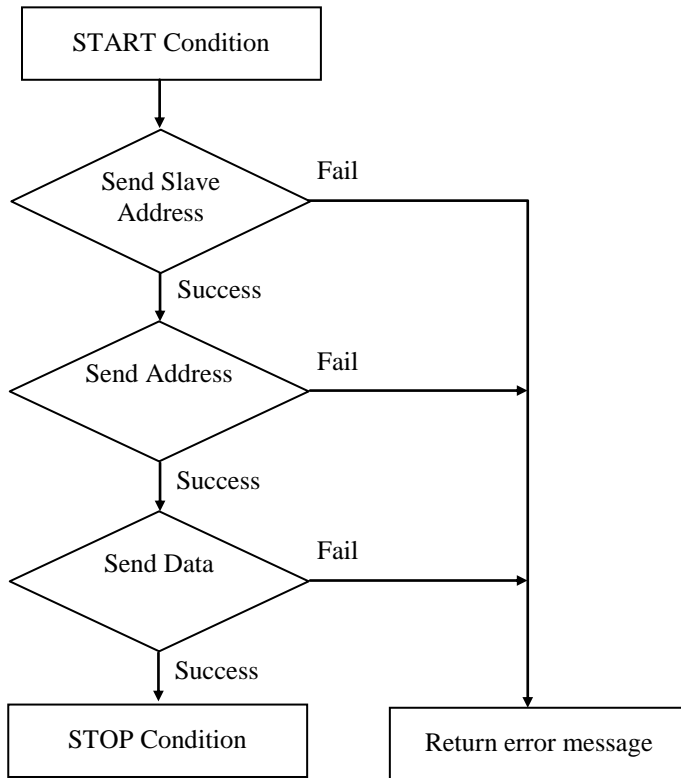 START Condition
Send Slave
Address
Fail
Success
Send Address
Fail
Success
Send Data
Fail
Success
STOP Condition
Return error message